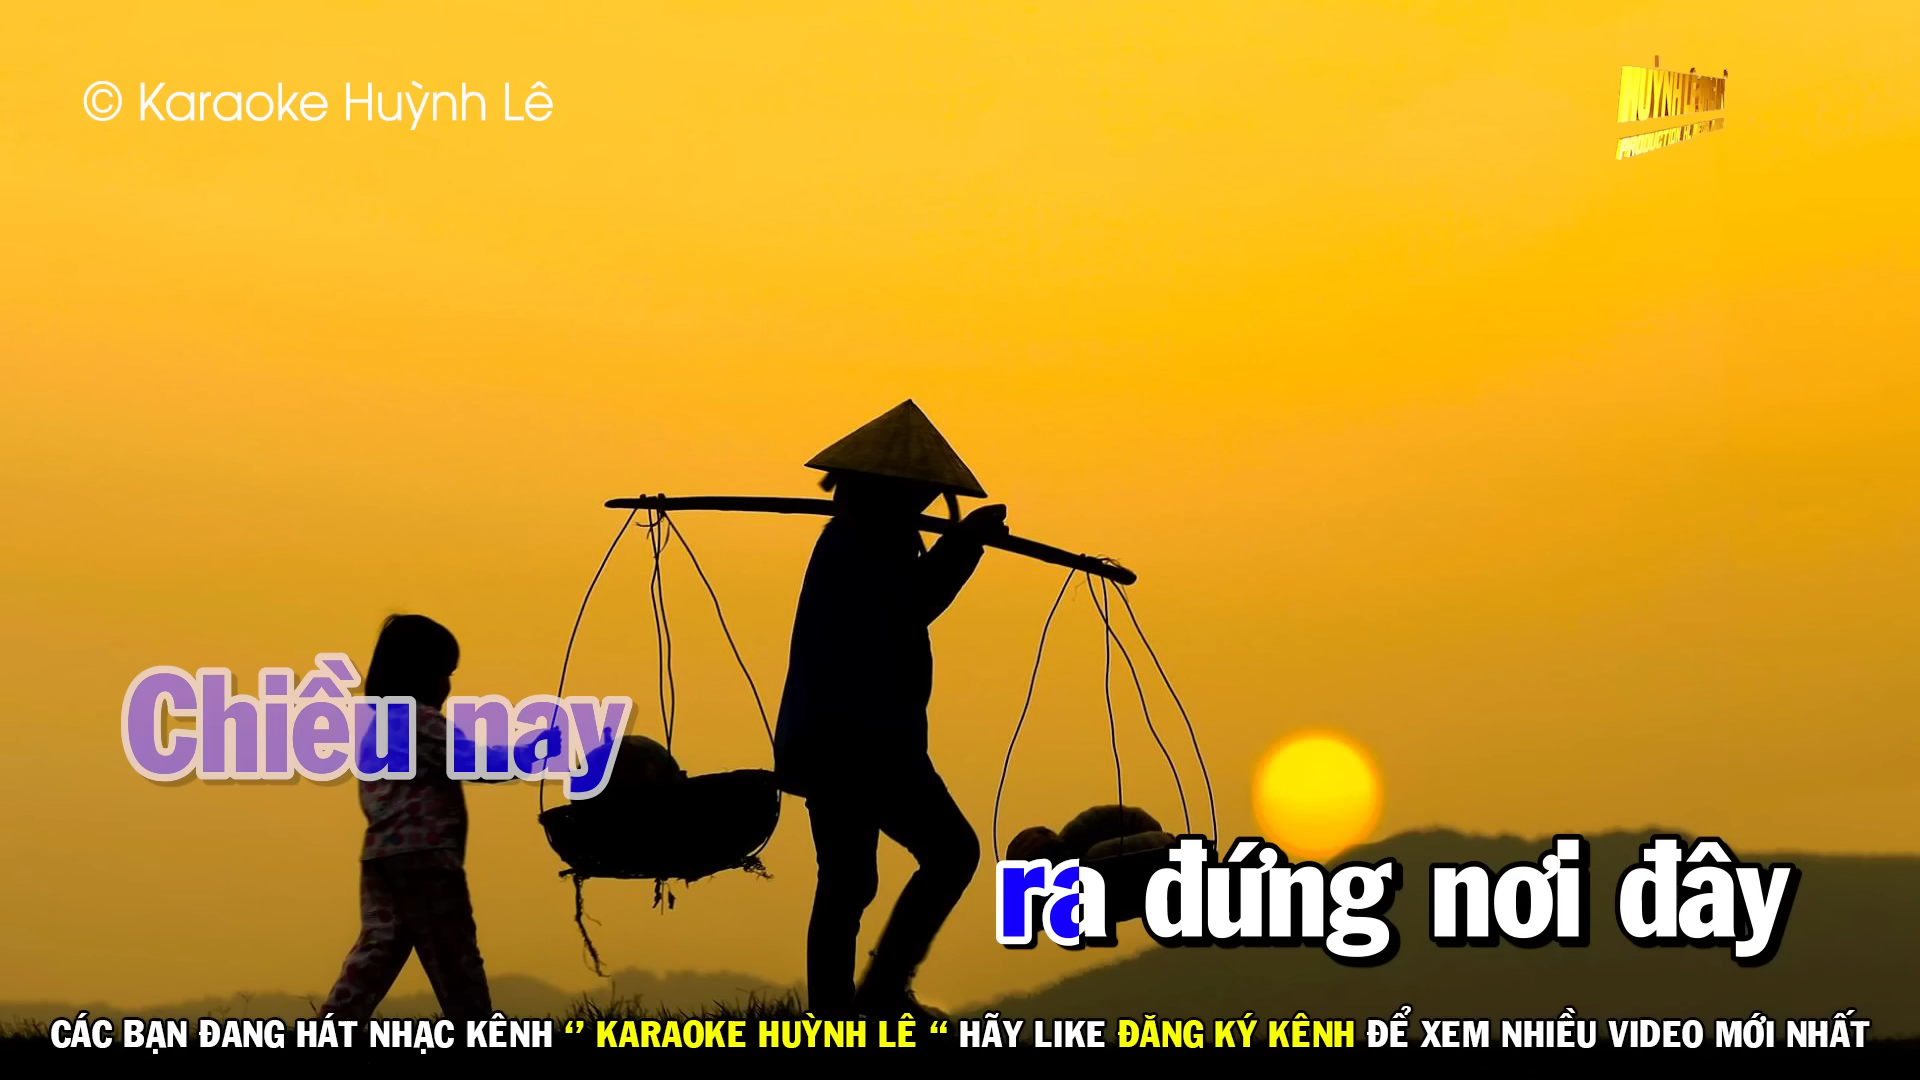 © Karaoke Huỳnh Lê
Chiều nay
ra đứng nơi đây
CÁC BẠN ĐANG HÁT NHẠC KÊNH ‘’ KARAOKE HUỲNH LÊ “ HÃY LIKE ĐĂNG KÝ KÊNH ĐỂ XEM NHIỀU VIDEO MỚI NHẤT